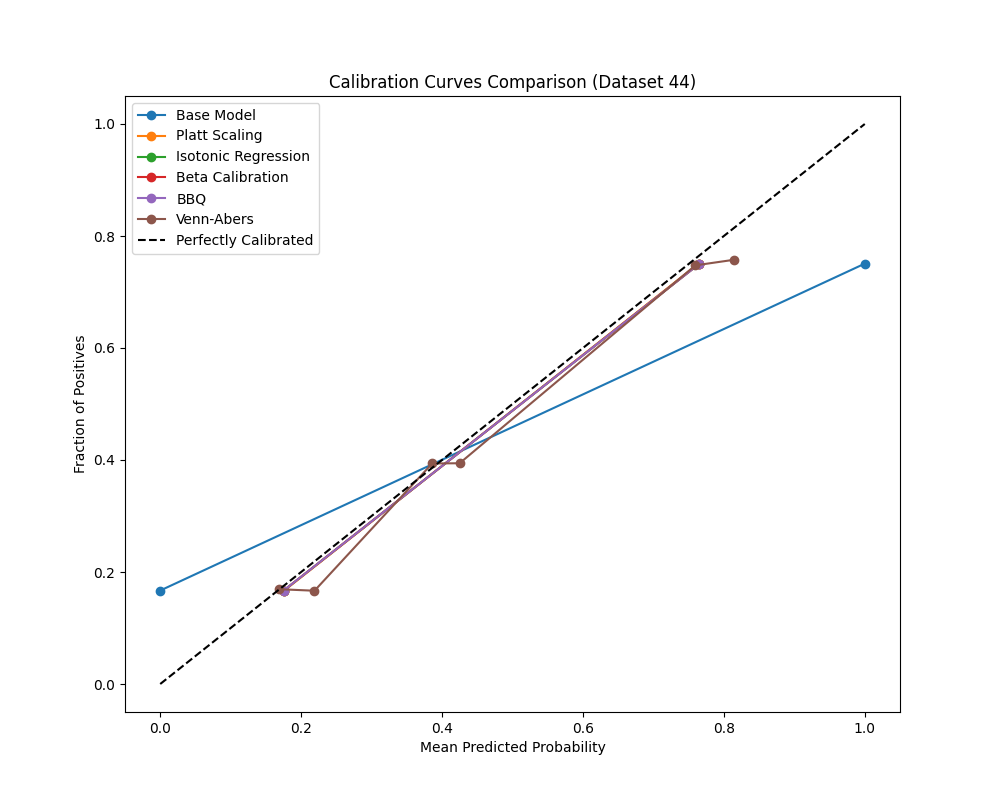 Calibration Curves Comparison (Dataset 44)
Base Model
Platt Scaling
Isotonic Regression
Beta Calibration
BBQ
Venn-Abers
Perfectly Calibrated
Fraction of Positives
1.0
0.8
0.6
0.4
0.2
0.0
0.0 0.2 0.4 0.6 0.8 1.0
Mean Predicted Probability